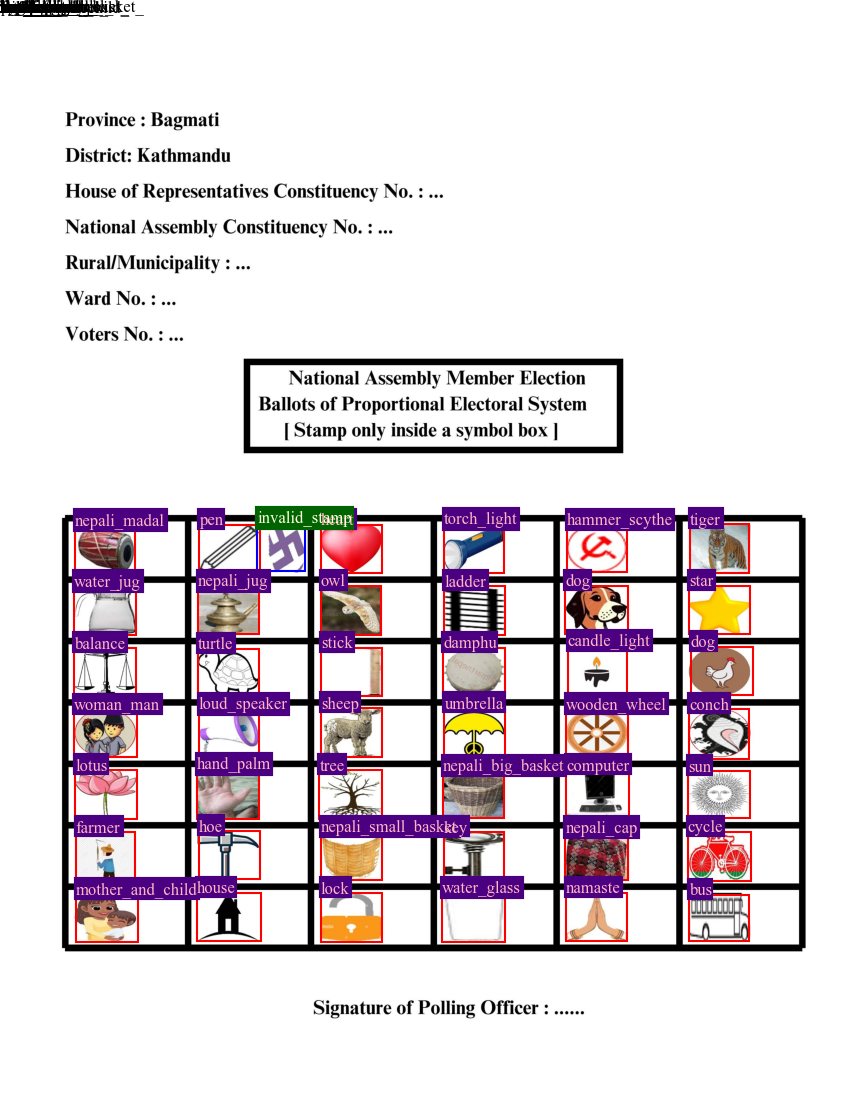 Province : Bagmati
District: Kathmandu
House of Representatives Constituency No. : ...
National Assembly Constituency No. : ...
Rural/Municipality : ...
Ward No. : ...
Voters No. : ...
National Assembly Member Election
Ballots of Proportional Electoral System
[ Stamp only inside a symbol box ]
nepali_madal pen invalid_stamp heart torch_light hammer_scythe tiger
water_jug nepali_jug owl ladder dog star
balance turtle stick damphu candle_light dog
woman_man loud_speaker sheep umbrella wooden_wheel conch
lotus hand_palm tree nepali_big_basket computer sun
farmer hoe nepali_small_basket key nepali_cap cycle
mother_and_child house lock water_glass namaste bus
Signature of Polling Officer : ......